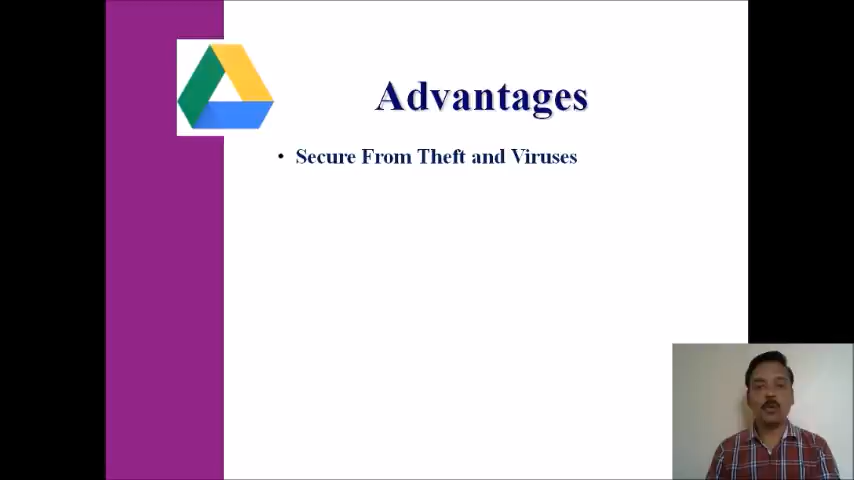 Advantages
• Secure From Theft and Viruses